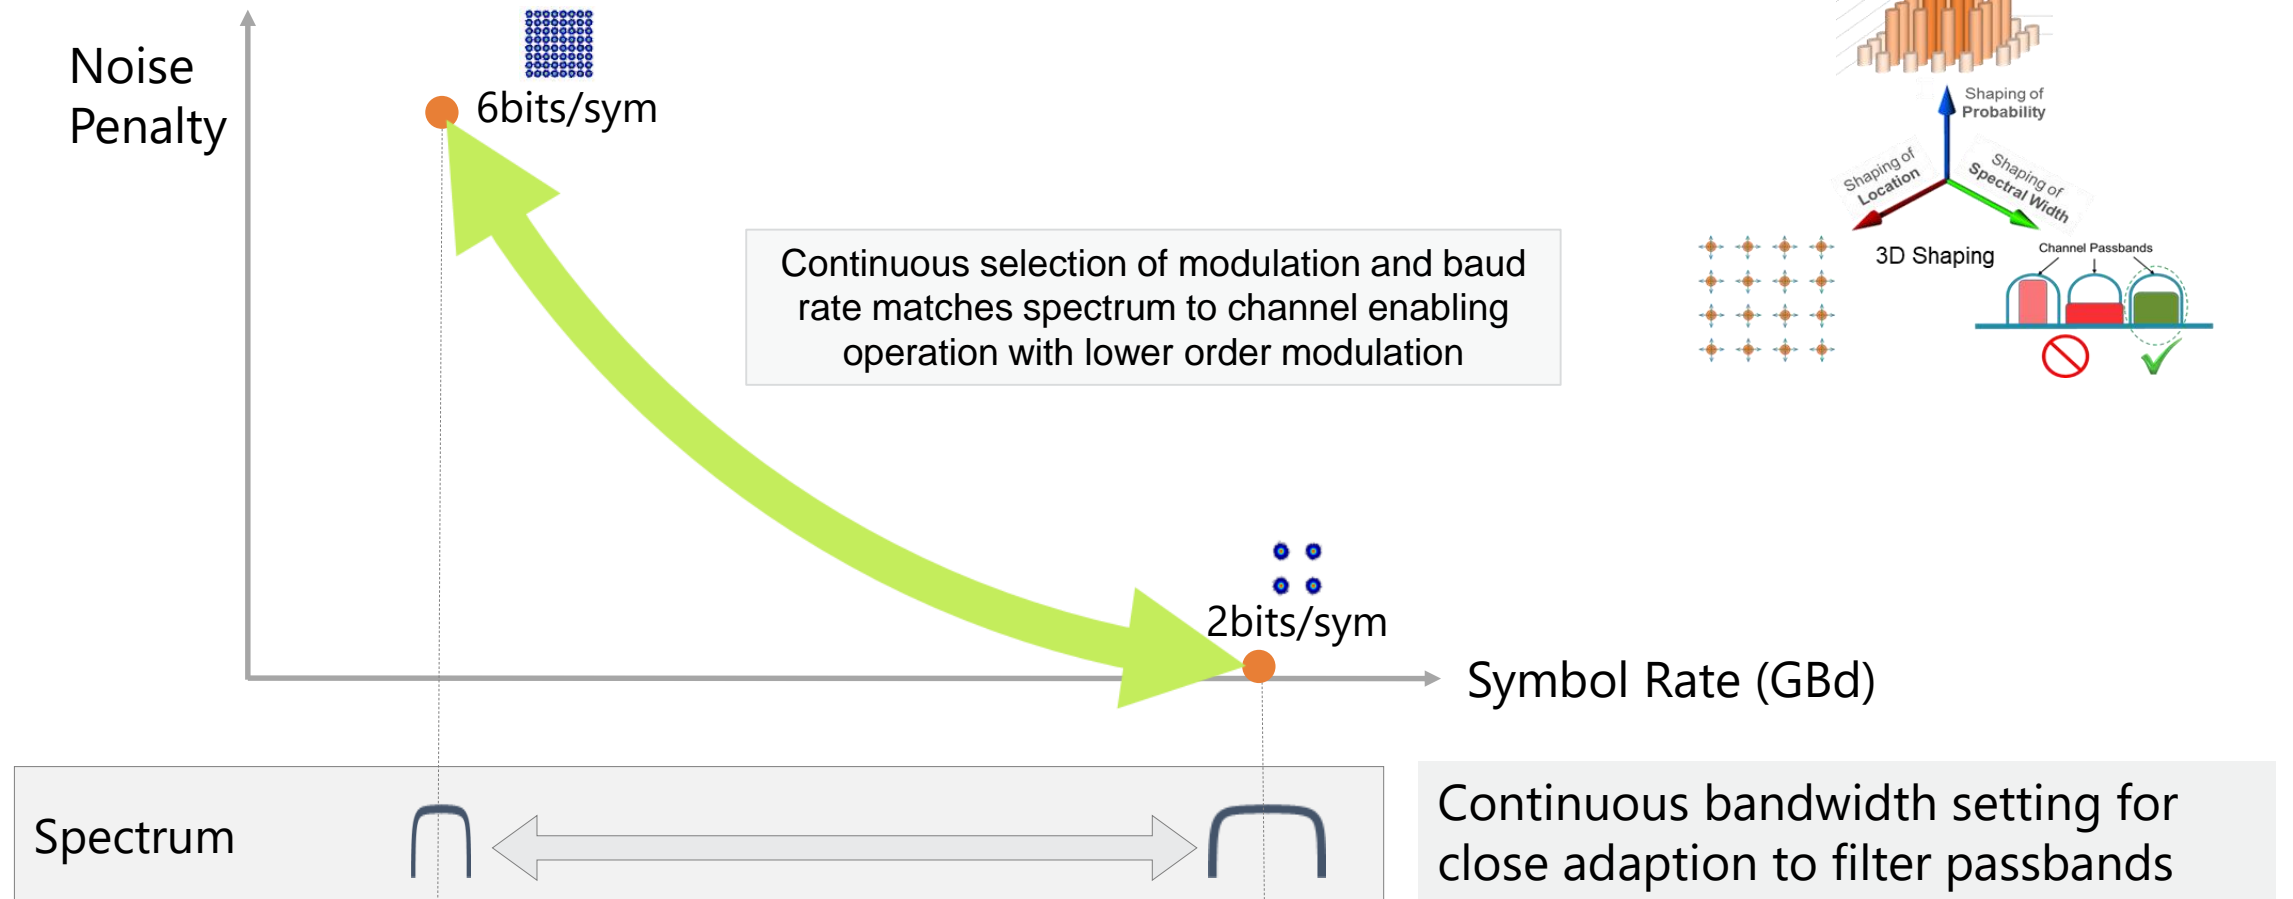 Noise
Penalty
6bits/sym
Continuous selection of modulation and baud
rate matches spectrum to channel enabling
operation with lower order modulation
Shaping of
Probability
Shaping of
Location
Shaping of
Spectral Width
3D Shaping
Channel Passbands
2bits/sym
Symbol Rate (GBd)
Spectrum
Continuous bandwidth setting for
close adaption to filter passbands